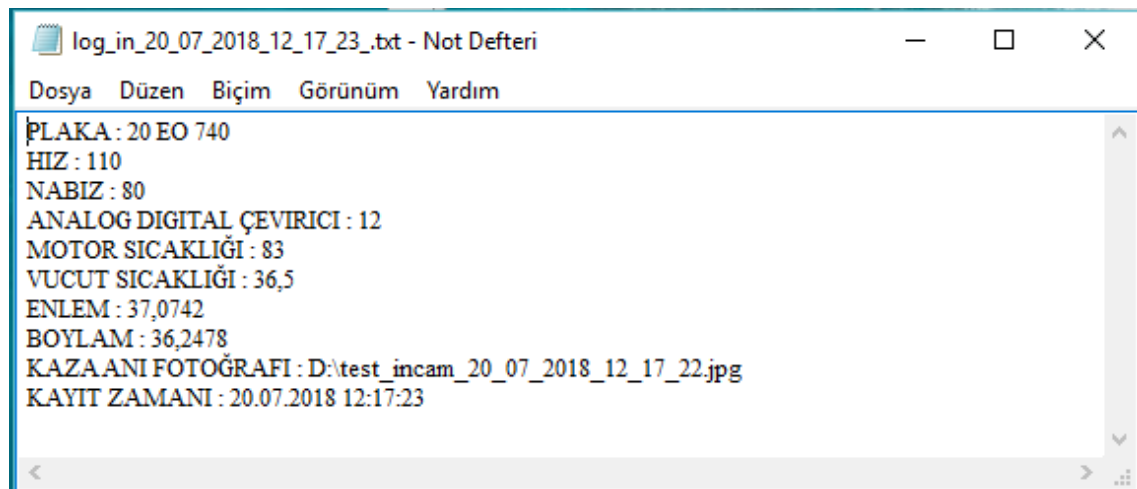 log_in_20_07_2018_12_17_23_.txt - Not Defteri
Dosya Düzen Biçim Görünüm Yardım
PLAKA : 20 EO 740
HIZ : 110
NABIZ : 80
ANALOG DIGITAL ÇEVIRICI : 12
MOTOR SICAKLIĞI : 83
VUCUT SICAKLIĞI : 36,5
ENLEM : 37,0742
BOYLAM : 36,2478
KAZA ANI FOTOĞRAFI : D:\test_incam_20_07_2018_12_17_22.jpg
KAYIT ZAMANI : 20.07.2018 12:17:23